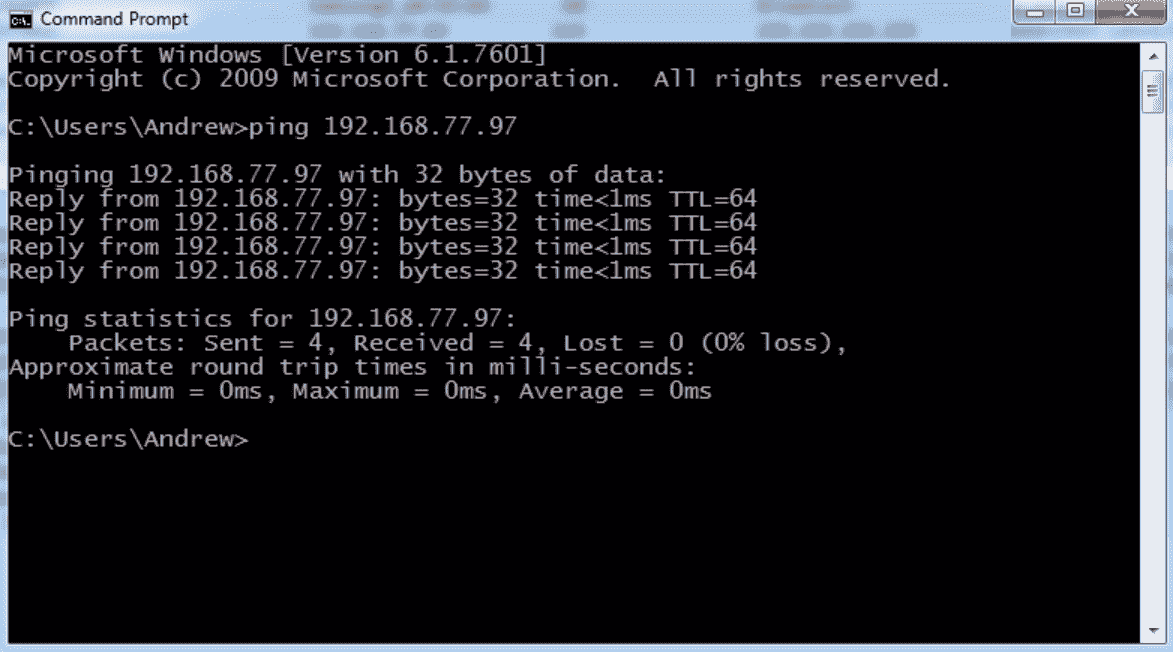 Command Prompt
Microsoft Windows [Version 6.1.7601]
Copyright (c) 2009 Microsoft Corporation.  All rights reserved.
C:\Users\Andrew>ping 192.168.77.97
Pinging 192.168.77.97 with 32 bytes of data:
Reply from 192.168.77.97: bytes=32 time<1ms TTL=64
Reply from 192.168.77.97: bytes=32 time<1ms TTL=64
Reply from 192.168.77.97: bytes=32 time<1ms TTL=64
Reply from 192.168.77.97: bytes=32 time<1ms TTL=64
Ping statistics for 192.168.77.97:
    Packets: Sent = 4, Received = 4, Lost = 0 (0% loss),
Approximate round trip times in milli-seconds:
    Minimum = 0ms, Maximum = 0ms, Average = 0ms
C:\Users\Andrew>